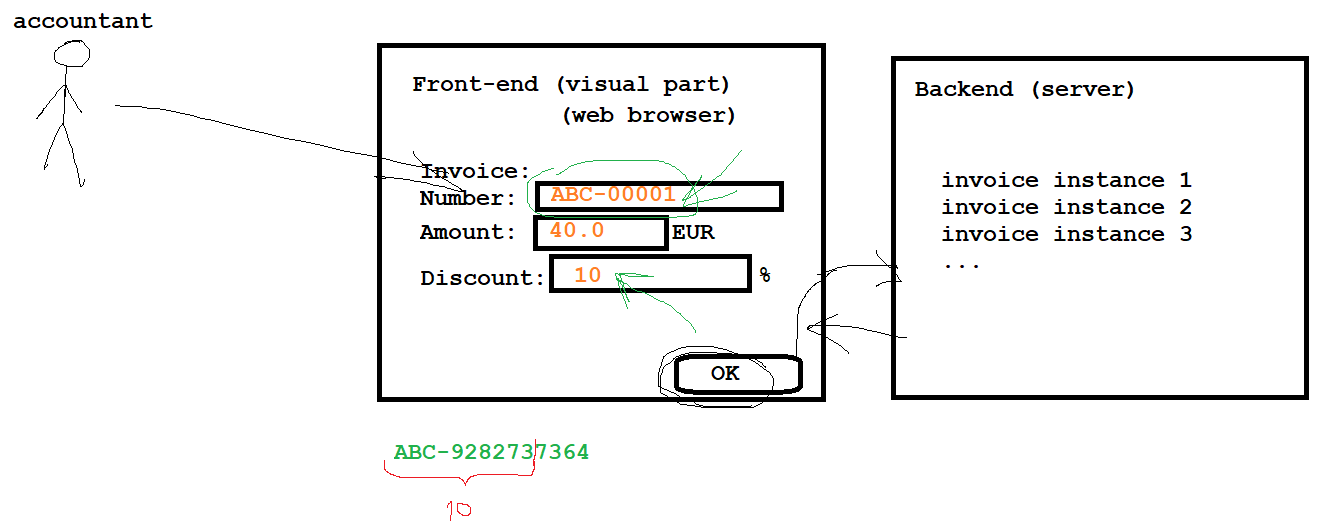 accountant
Front-end (visual part)
(web browser)
Invoice:
Number: ABC-00001
Amount: 40.0 EUR
Discount: 10 %
OK
Backend (server)
invoice instance 1
invoice instance 2
invoice instance 3
...
ABC-9282737364
10